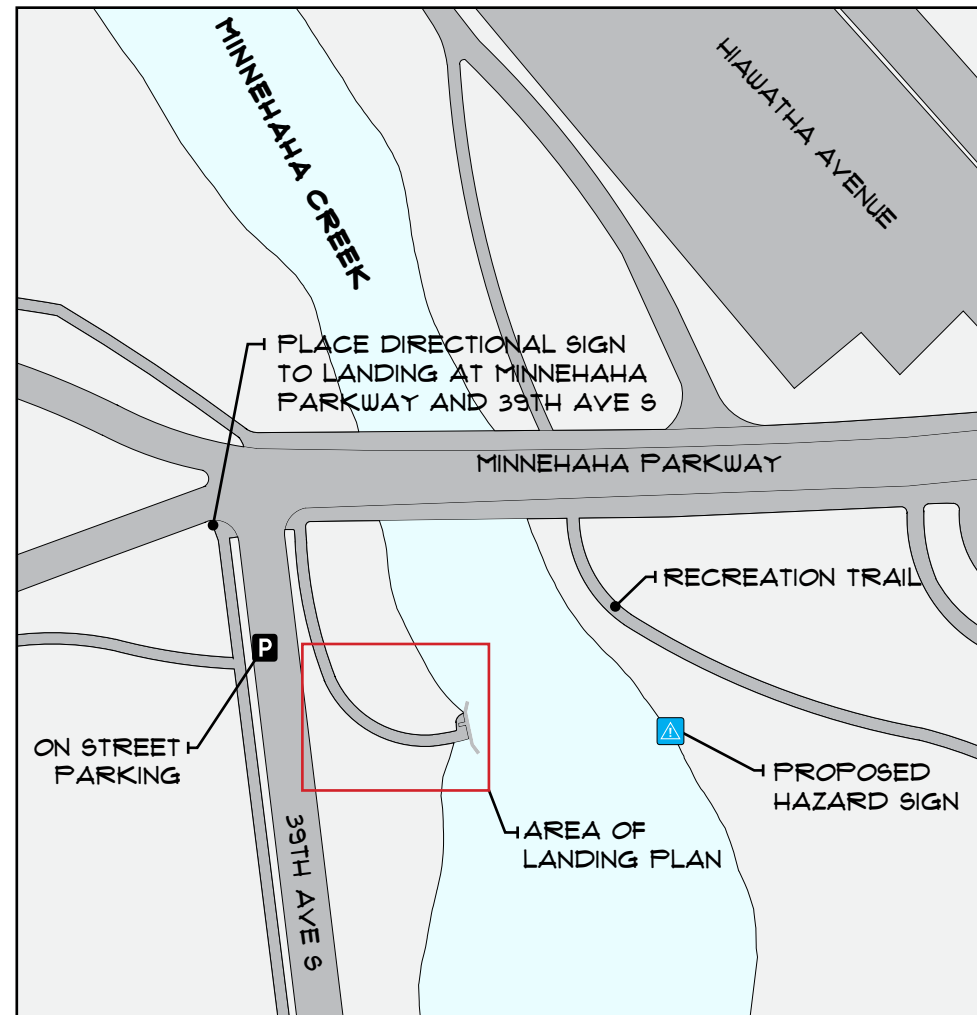 MINNEHAHA CREEK
HIAWATHA AVENUE
PLACE DIRECTIONAL SIGN
TO LANDING AT MINNEHAHA
PARKWAY AND 39TH AVE S
MINNEHAHA PARKWAY
RECREATION TRAIL
P
ON STREET
PARKING
!
PROPOSED
HAZARD SIGN
AREA OF
LANDING PLAN
39TH AVE S